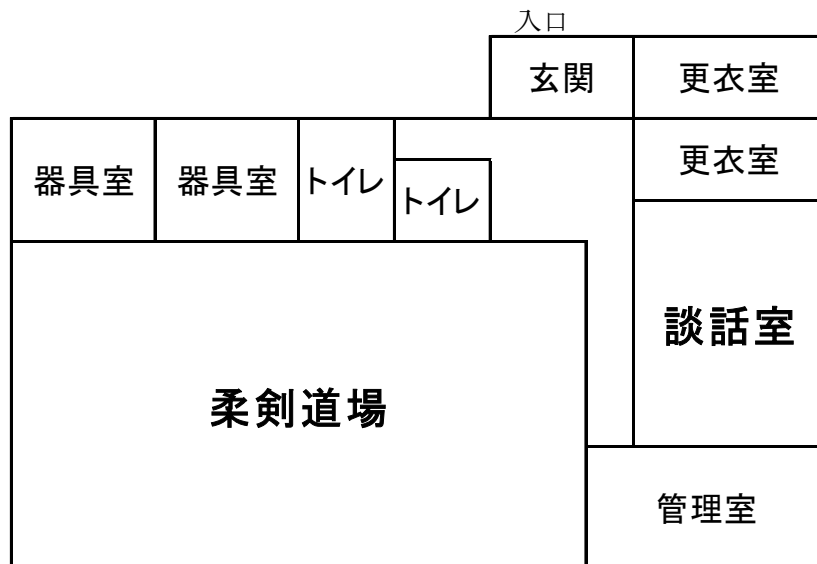 入口
玄関
更衣室
器具室
器具室
トイレ
トイレ
更衣室
談話室
柔剣道場
管理室